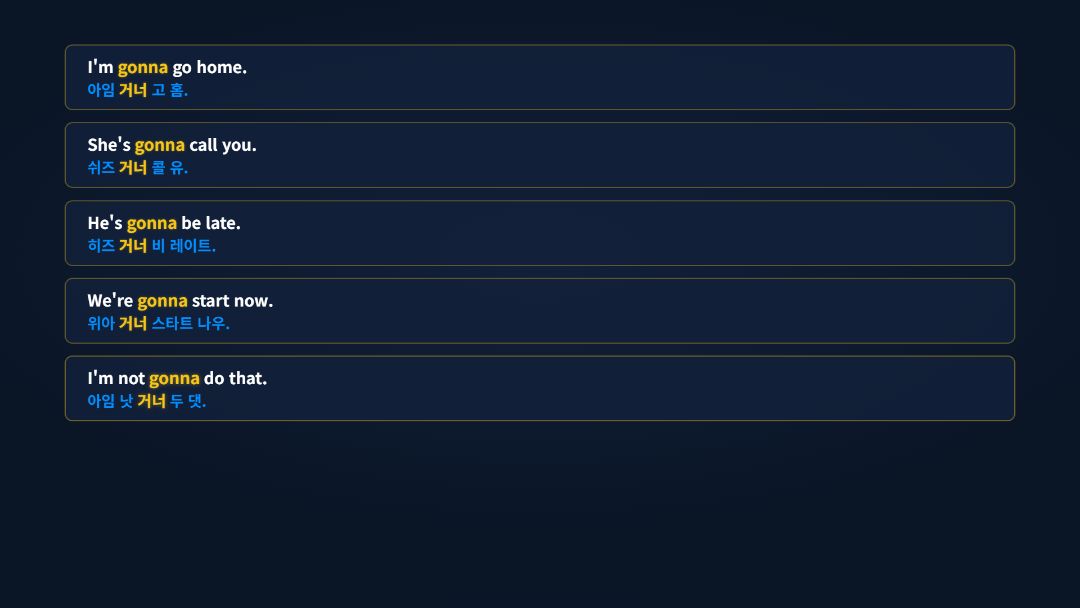 I'm gonna go home.
아임 거너 고 홈.
She's gonna call you.
쉬즈 거너 콜 유.
He's gonna be late.
히즈 거너 비 레이트.
We're gonna start now.
위아 거너 스타트 나우.
I'm not gonna do that.
아임 낫 거너 두 댓.